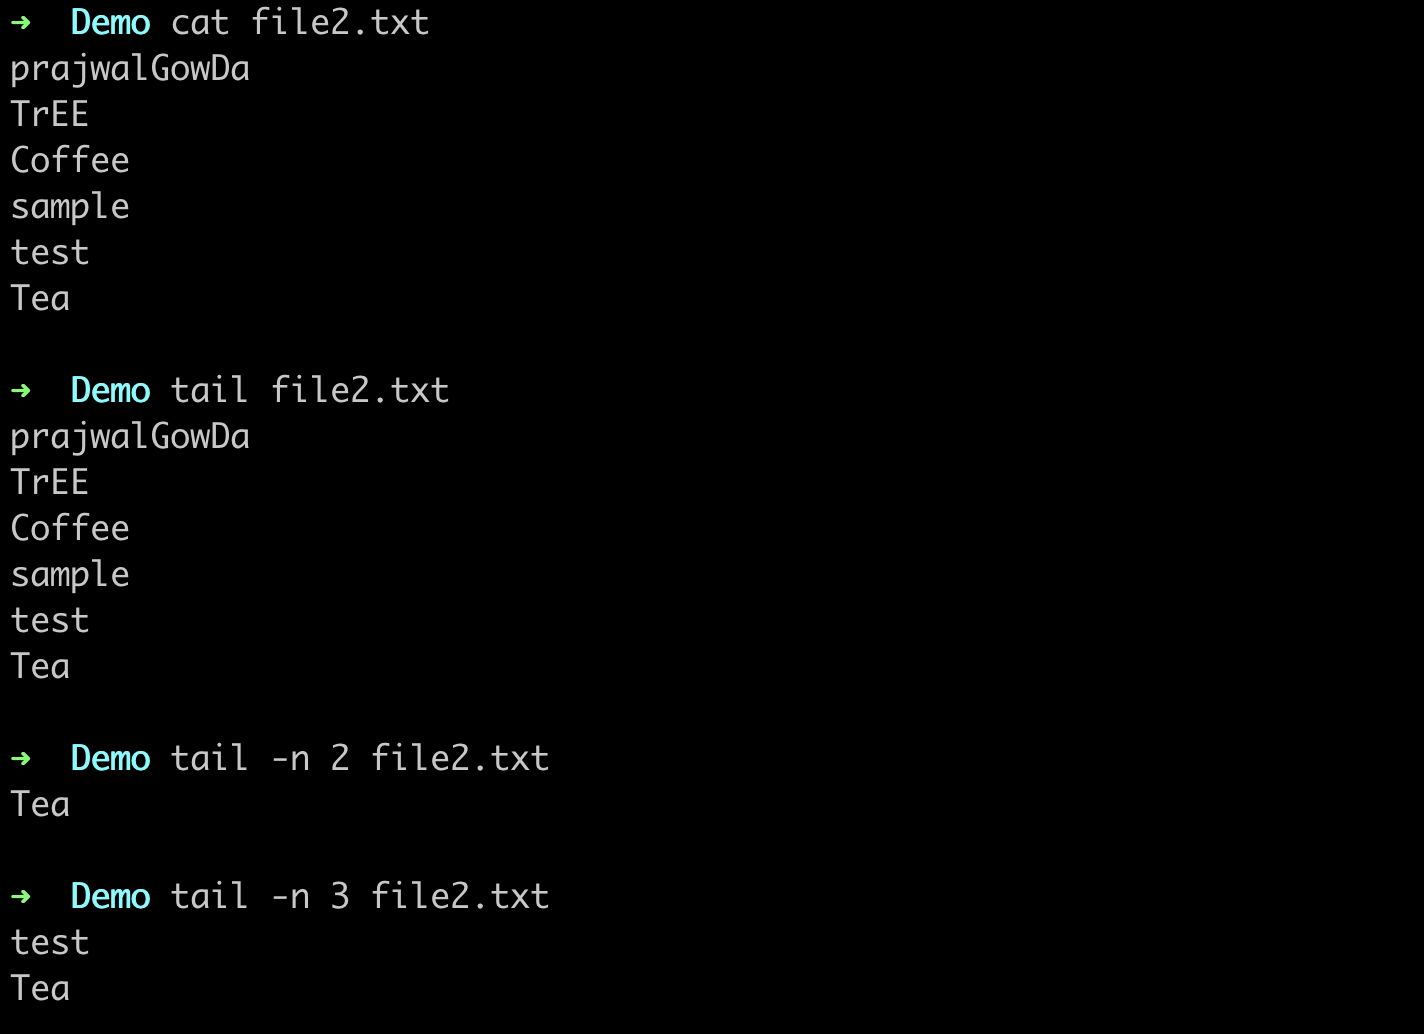 ➜  Demo cat file2.txt
prajwalGowDa
TrEE
Coffee
sample
test
Tea

➜  Demo tail file2.txt
prajwalGowDa
TrEE
Coffee
sample
test
Tea

➜  Demo tail -n 2 file2.txt
Tea

➜  Demo tail -n 3 file2.txt
test
Tea